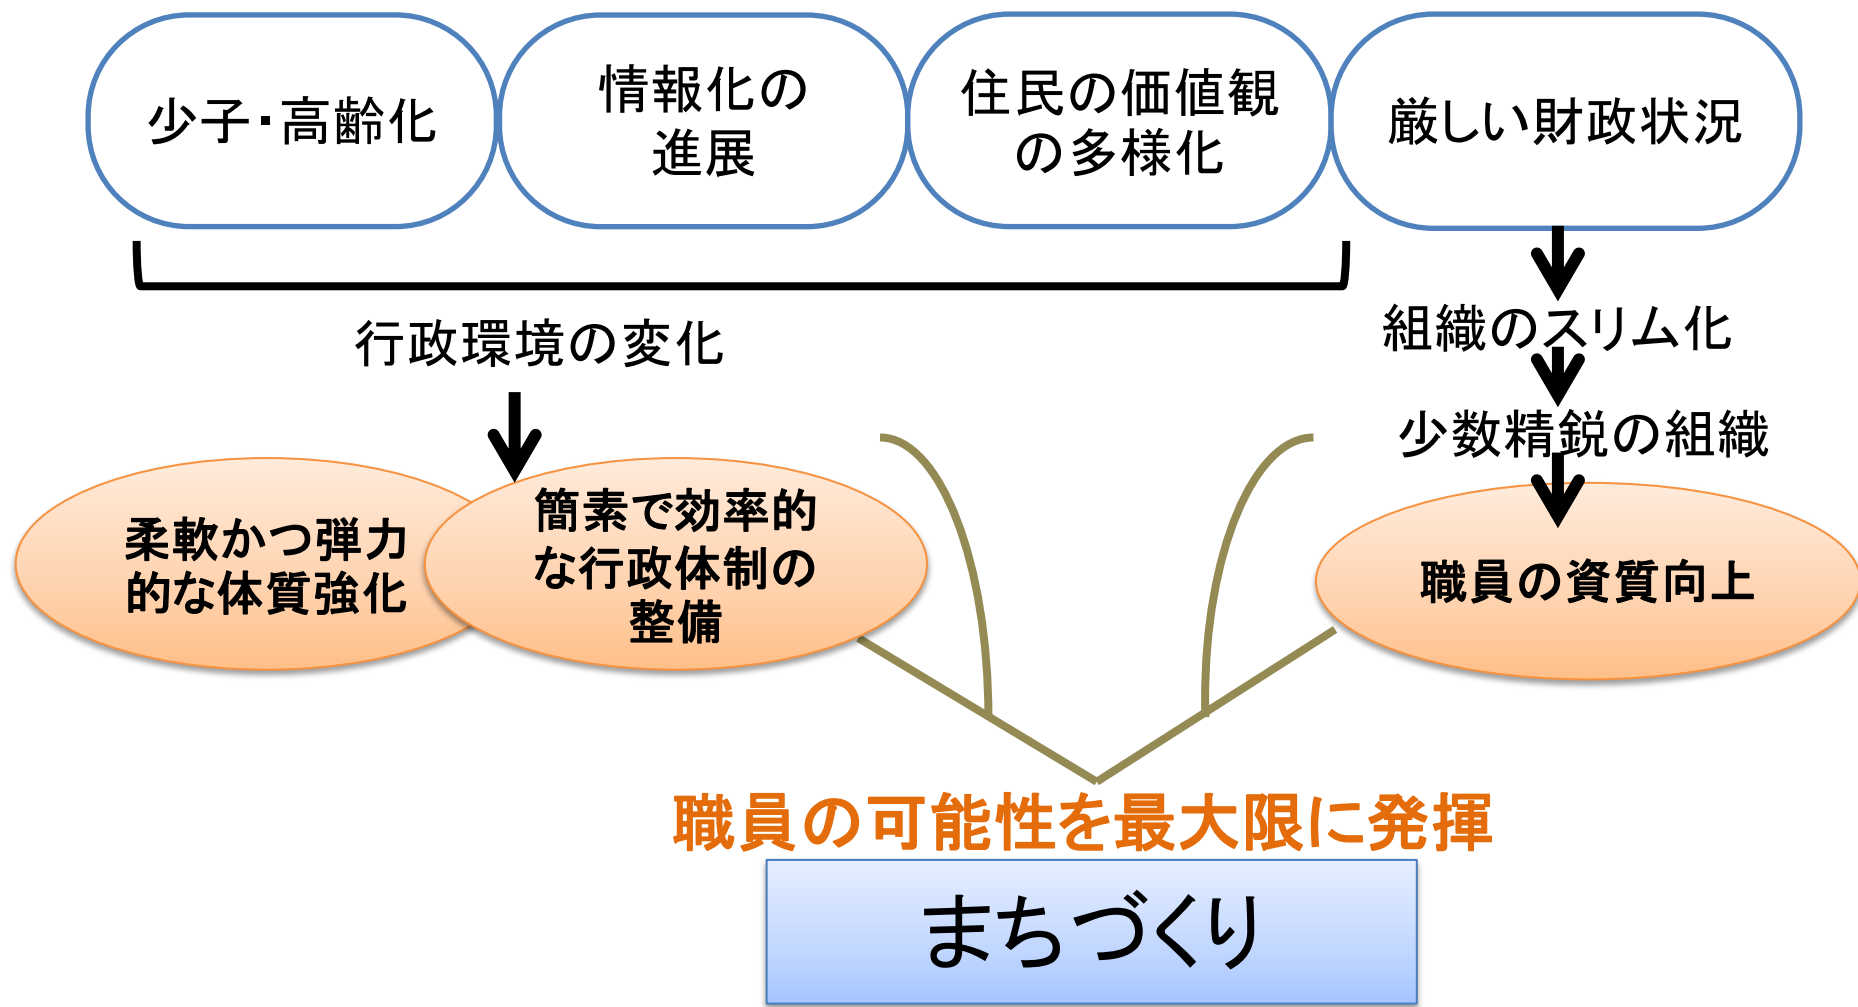 少子・高齢化
情報化の
進展
住民の価値観
の多様化
厳しい財政状況
行政環境の変化
組織のスリム化
少数精鋭の組織
柔軟かつ弾力
的な体質強化
簡素で効率的
な行政体制の
整備
職員の資質向上
職員の可能性を最大限に発揮
まちづくり